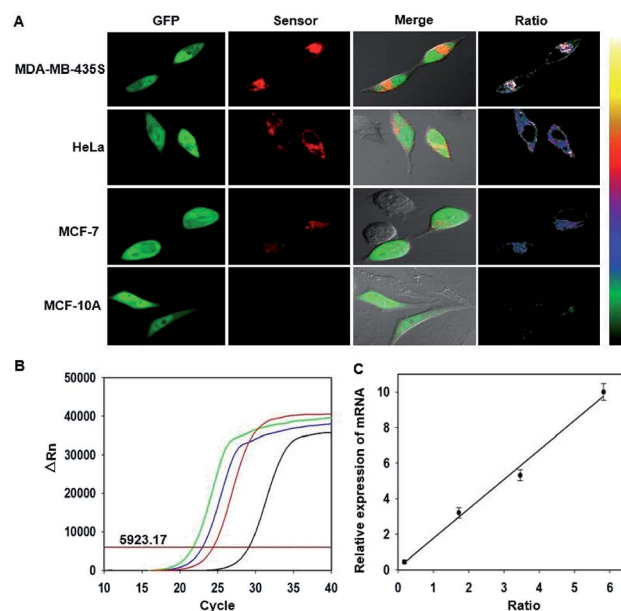 A
GFP Sensor Merge Ratio
MDA-MB-435S
HeLa
MCF-7
MCF-10A
B
50000
40000
30000
20000
10000
0
5923.17
10 15 20 25 30 35 40
Cycle
ΔRn
C
10
8
6
4
2
0
0 1 2 3 4 5 6
Ratio
Relative expression of mRNA